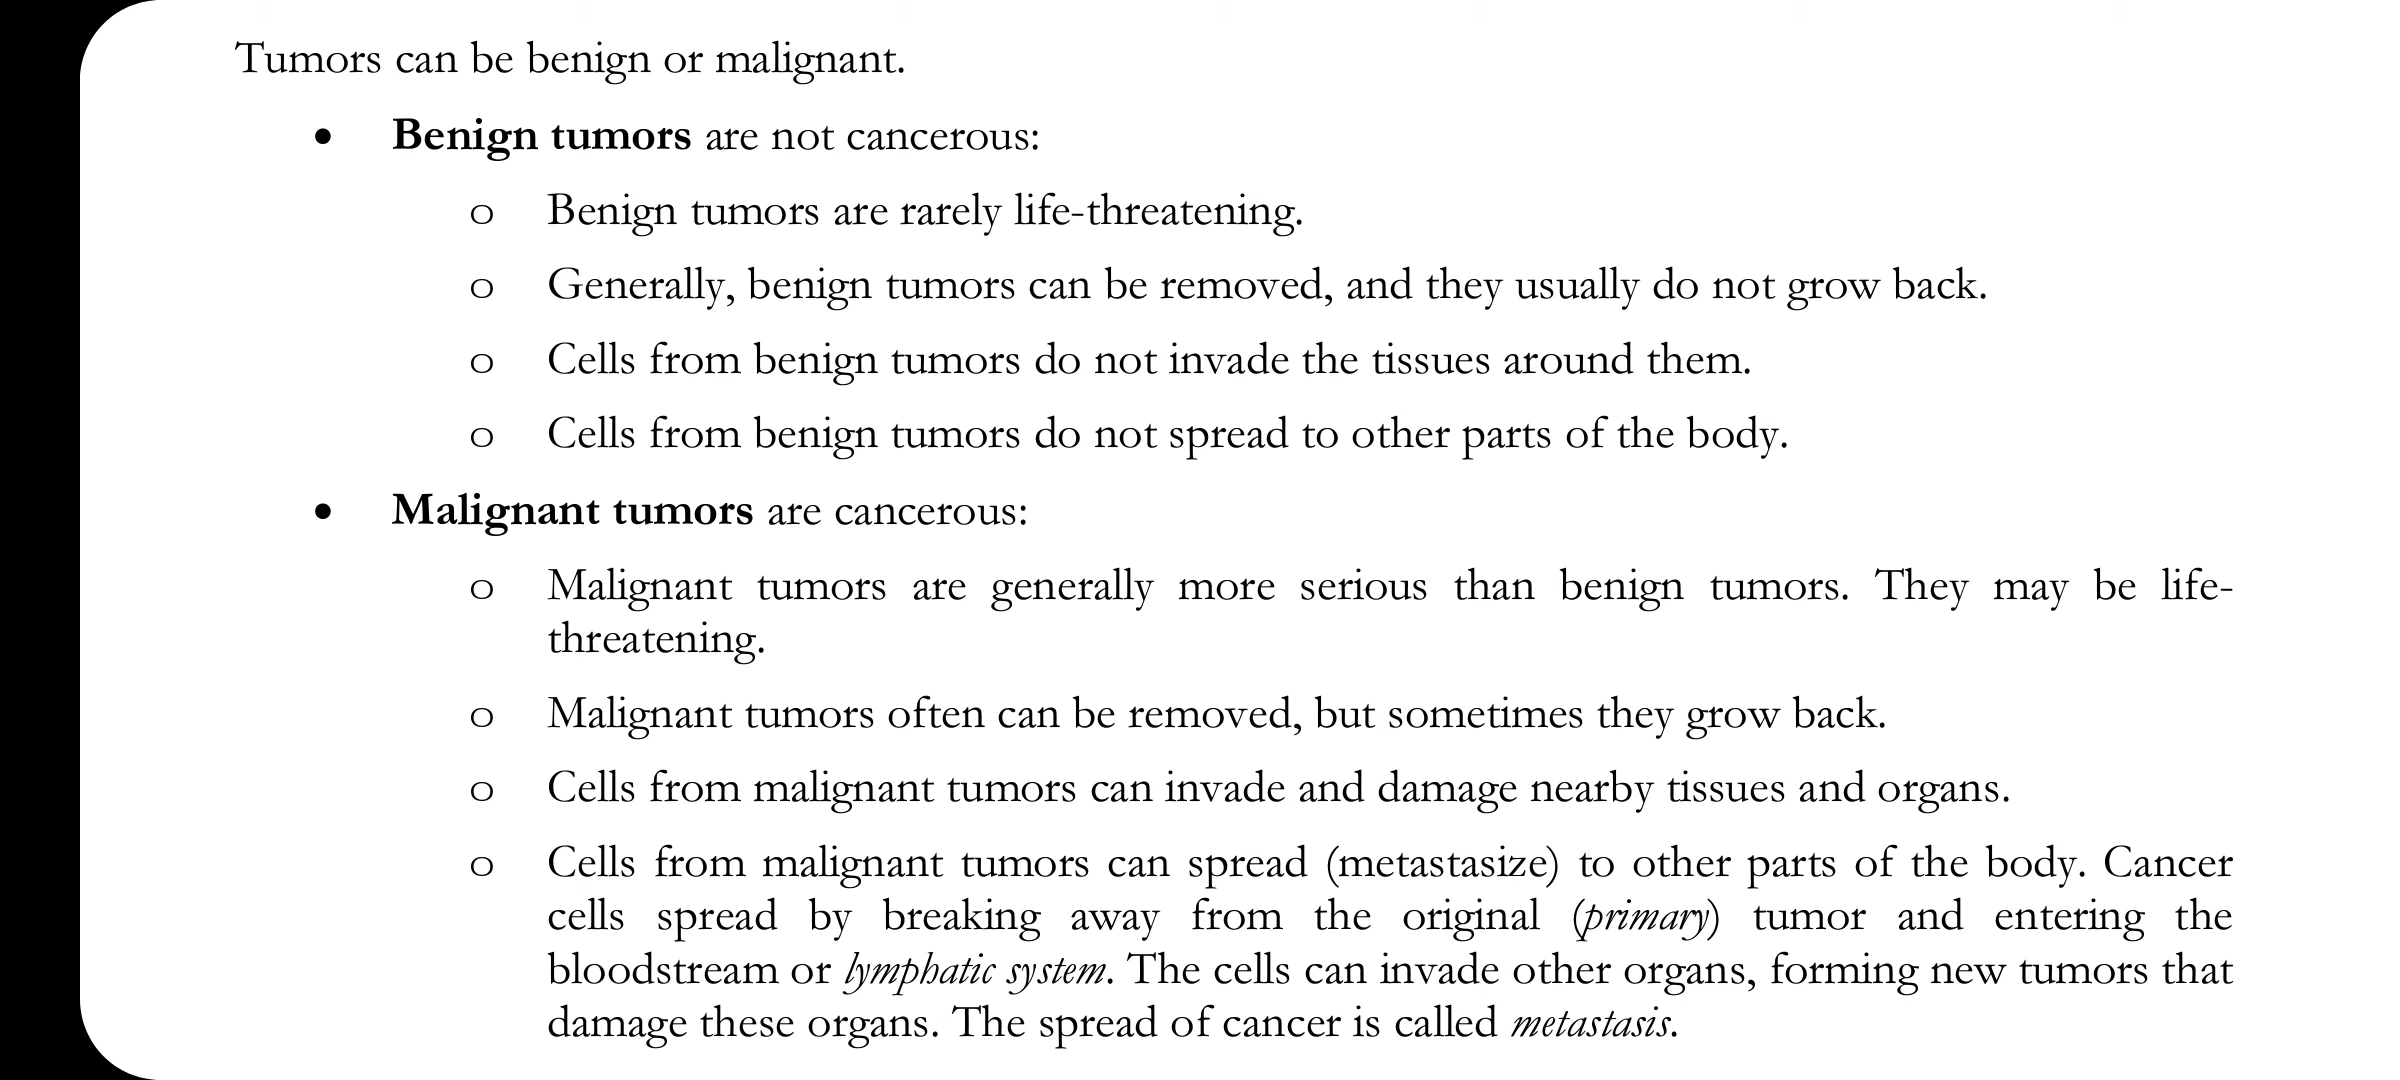 Tumors can be benign or malignant.
• Benign tumors are not cancerous:
o Benign tumors are rarely life-threatening.
o Generally, benign tumors can be removed, and they usually do not grow back.
o Cells from benign tumors do not invade the tissues around them.
o Cells from benign tumors do not spread to other parts of the body.
• Malignant tumors are cancerous:
o Malignant tumors are generally more serious than benign tumors. They may be life-
threatening.
o Malignant tumors often can be removed, but sometimes they grow back.
o Cells from malignant tumors can invade and damage nearby tissues and organs.
o Cells from malignant tumors can spread (metastasize) to other parts of the body. Cancer
cells spread by breaking away from the original (primary) tumor and entering the
bloodstream or lymphatic system. The cells can invade other organs, forming new tumors that
damage these organs. The spread of cancer is called metastasis.